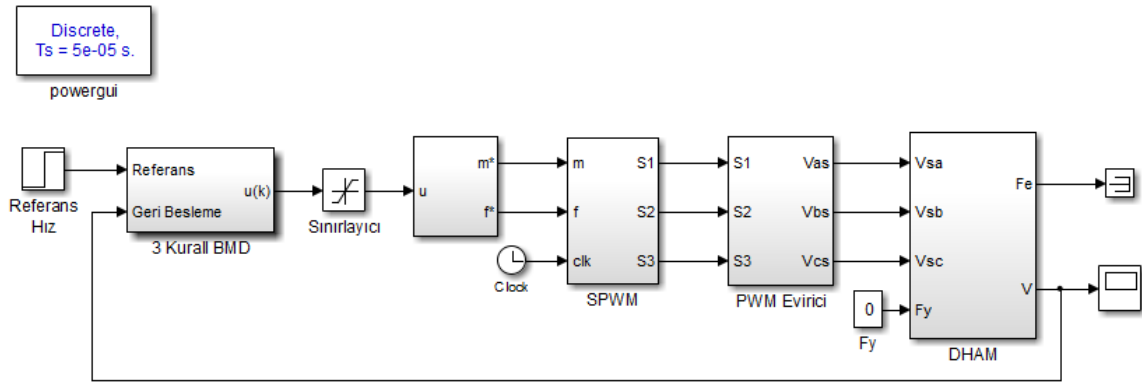 Discrete,
Ts = 5e-05 s.
powergui
Referans
Hız
Referans
Geri Besleme
u(k)
3 Kurall BMD
Sınırlayıcı
u
m*
f*
Clock
m
f
clk
S1
S2
S3
SPWM
S1
S2
S3
Vas
Vbs
Vcs
PWM Evirici
0
Fy
Vsa
Vsb
Vsc
Fy
Fe
V
DHAM